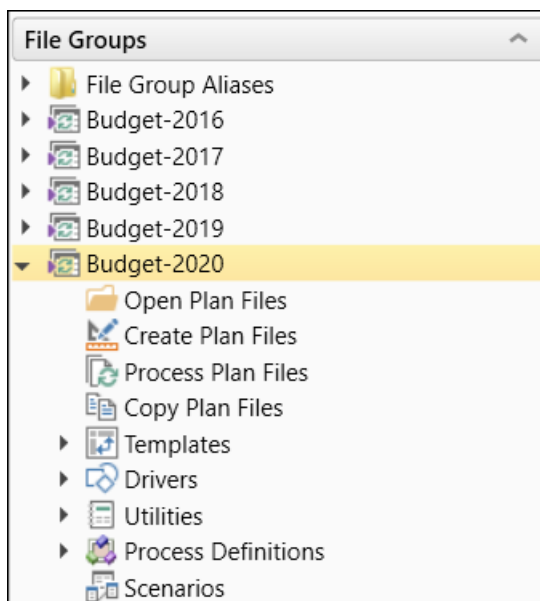 File Groups
File Group Aliases
Budget-2016
Budget-2017
Budget-2018
Budget-2019
Budget-2020
Open Plan Files
Create Plan Files
Process Plan Files
Copy Plan Files
Templates
Drivers
Utilities
Process Definitions
Scenarios